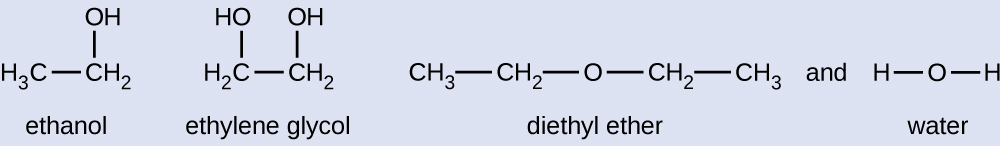 OH HO OH
H3C CH2 H2C CH2 CH3 CH2 O CH2 CH3 and H O H
ethanol ethylene glycol diethyl ether water